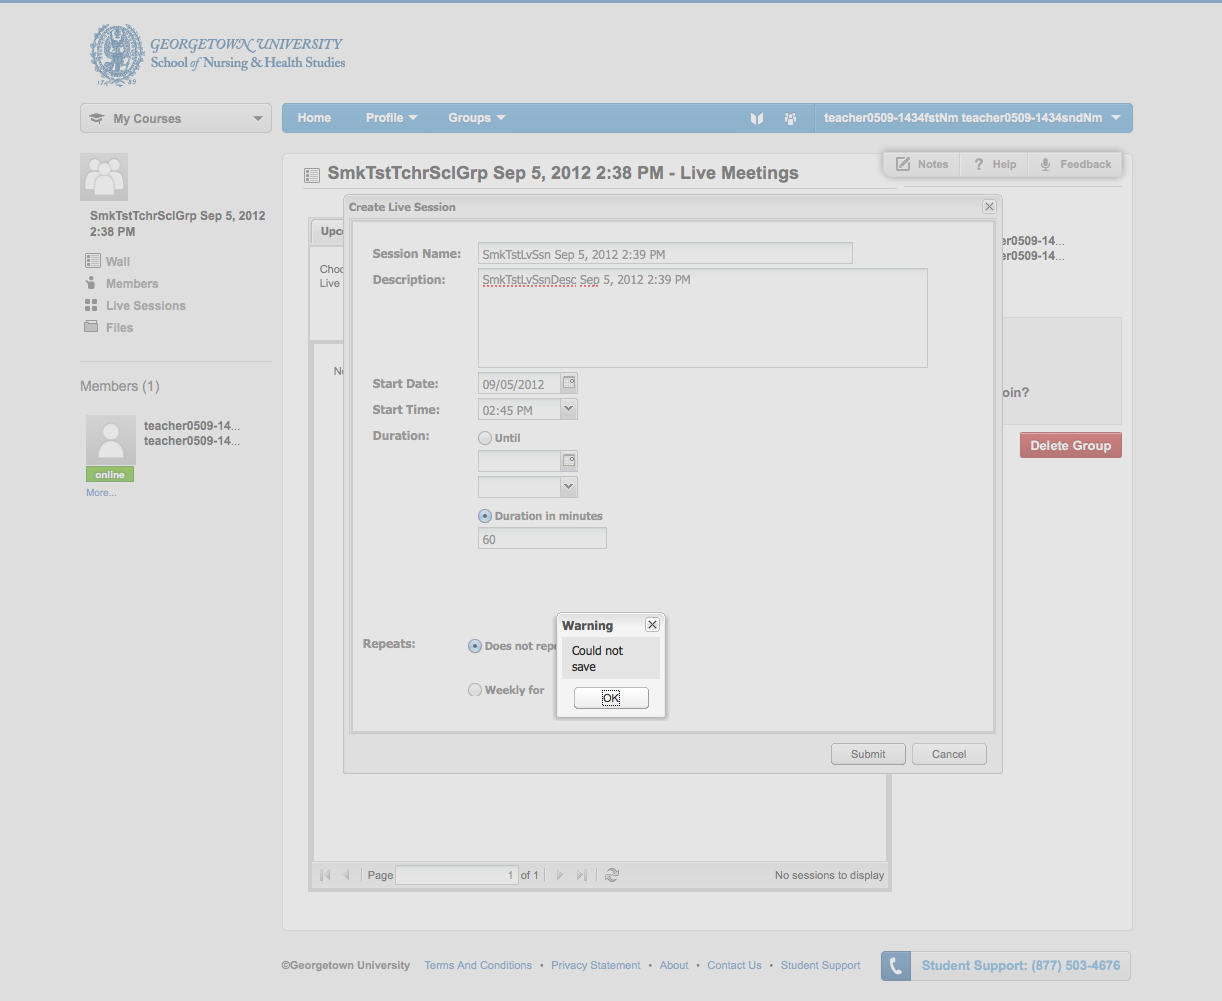 GEORGETOWN UNIVERSITY
School of Nursing & Health Studies
17 89
My Courses
Home
Profile
Groups
teacher0509-1434fstNm teacher0509-1434sndNm
Notes
Help
Feedback
SmkTstTchrSclGrp Sep 5, 2012 2:38 PM - Live Meetings
SmkTstTchrSclGrp Sep 5, 2012
2:38 PM
Wall
Members
Live Sessions
Files
Members (1)
teacher0509-14...
teacher0509-14...
online
More...
Create Live Session
Upc
Choo
Live
No
Session Name:
SmkTstLvSsn Sep 5, 2012 2:39 PM
Description:
SmkTstLvSsnDesc Sep 5, 2012 2:39 PM
Start Date:
09/05/2012
Start Time:
02:45 PM
Duration:
Until
Duration in minutes
60
Repeats:
Does not repe
Weekly for
Warning
Could not
save
OK
Submit
Cancel
er0509-14...
er0509-14...
oin?
Delete Group
Page 1 of 1
No sessions to display
©Georgetown University Terms And Conditions • Privacy Statement • About • Contact Us • Student Support
Student Support: (877) 503-4676